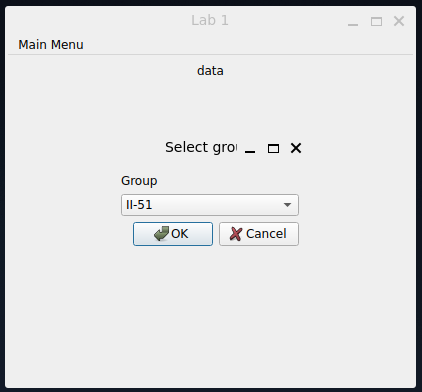 Lab 1
Main Menu
data
Select grou
Group
II-51
OK
Cancel